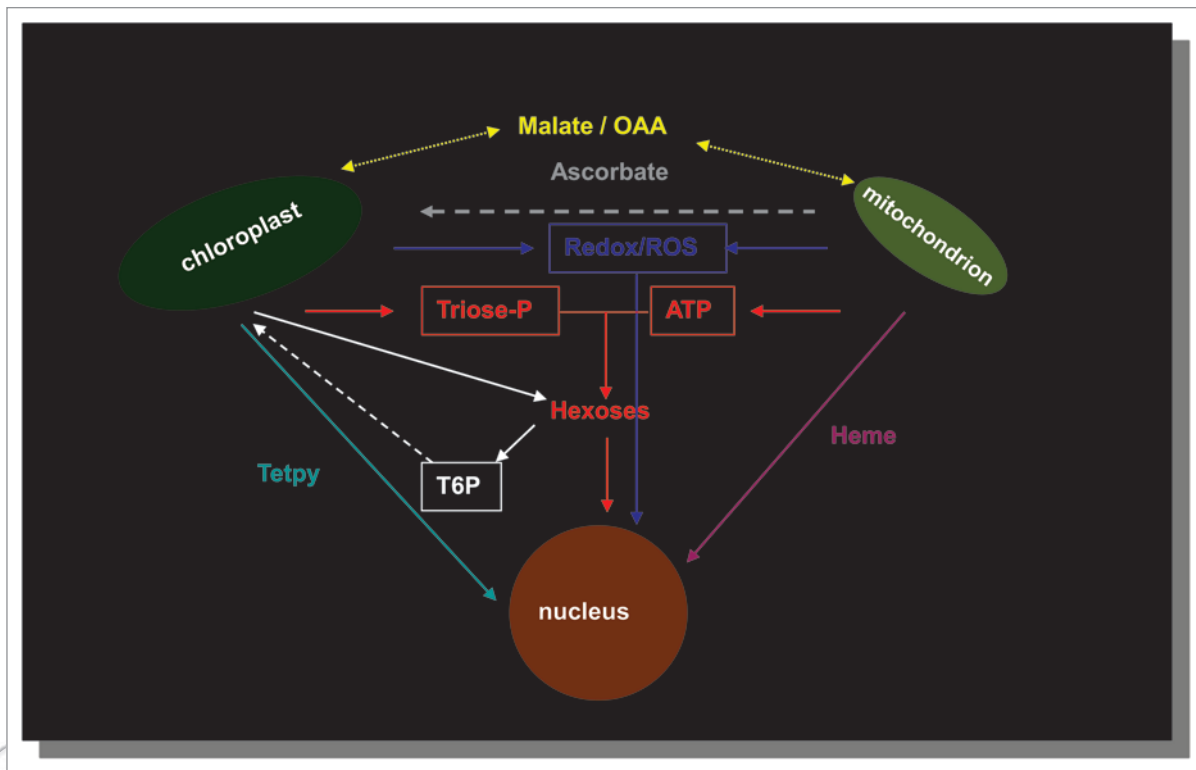 Malate / OAA
Ascorbate
chloroplast
mitochondrion
Redox/ROS
Triose-P
ATP
Hexoses
Heme
Tetpy
T6P
nucleus